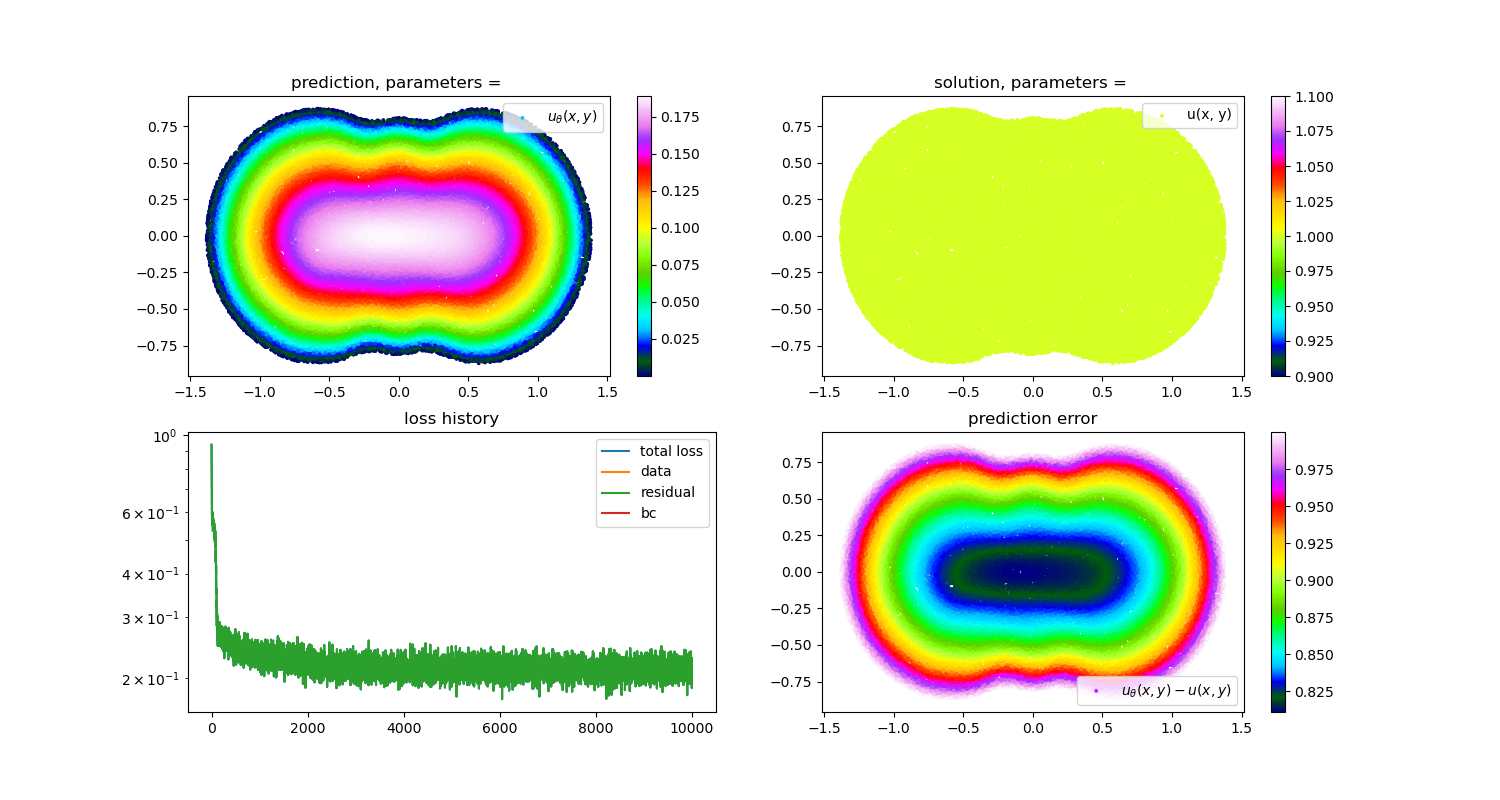 prediction, parameters =
u_θ(x, y)
0.75
0.50
0.25
0.00
−0.25
−0.50
−0.75
−1.5 −1.0 −0.5 0.0 0.5 1.0 1.5
0.175
0.150
0.125
0.100
0.075
0.050
0.025
solution, parameters =
u(x, y)
0.75
0.50
0.25
0.00
−0.25
−0.50
−0.75
−1.5 −1.0 −0.5 0.0 0.5 1.0 1.5
1.100
1.075
1.050
1.025
1.000
0.975
0.950
0.925
0.900
loss history
total loss
data
residual
bc
10⁰
6 × 10⁻¹
4 × 10⁻¹
3 × 10⁻¹
2 × 10⁻¹
0 2000 4000 6000 8000 10000
prediction error
u_θ(x, y) − u(x, y)
0.75
0.50
0.25
0.00
−0.25
−0.50
−0.75
−1.5 −1.0 −0.5 0.0 0.5 1.0 1.5
0.975
0.950
0.925
0.900
0.875
0.850
0.825